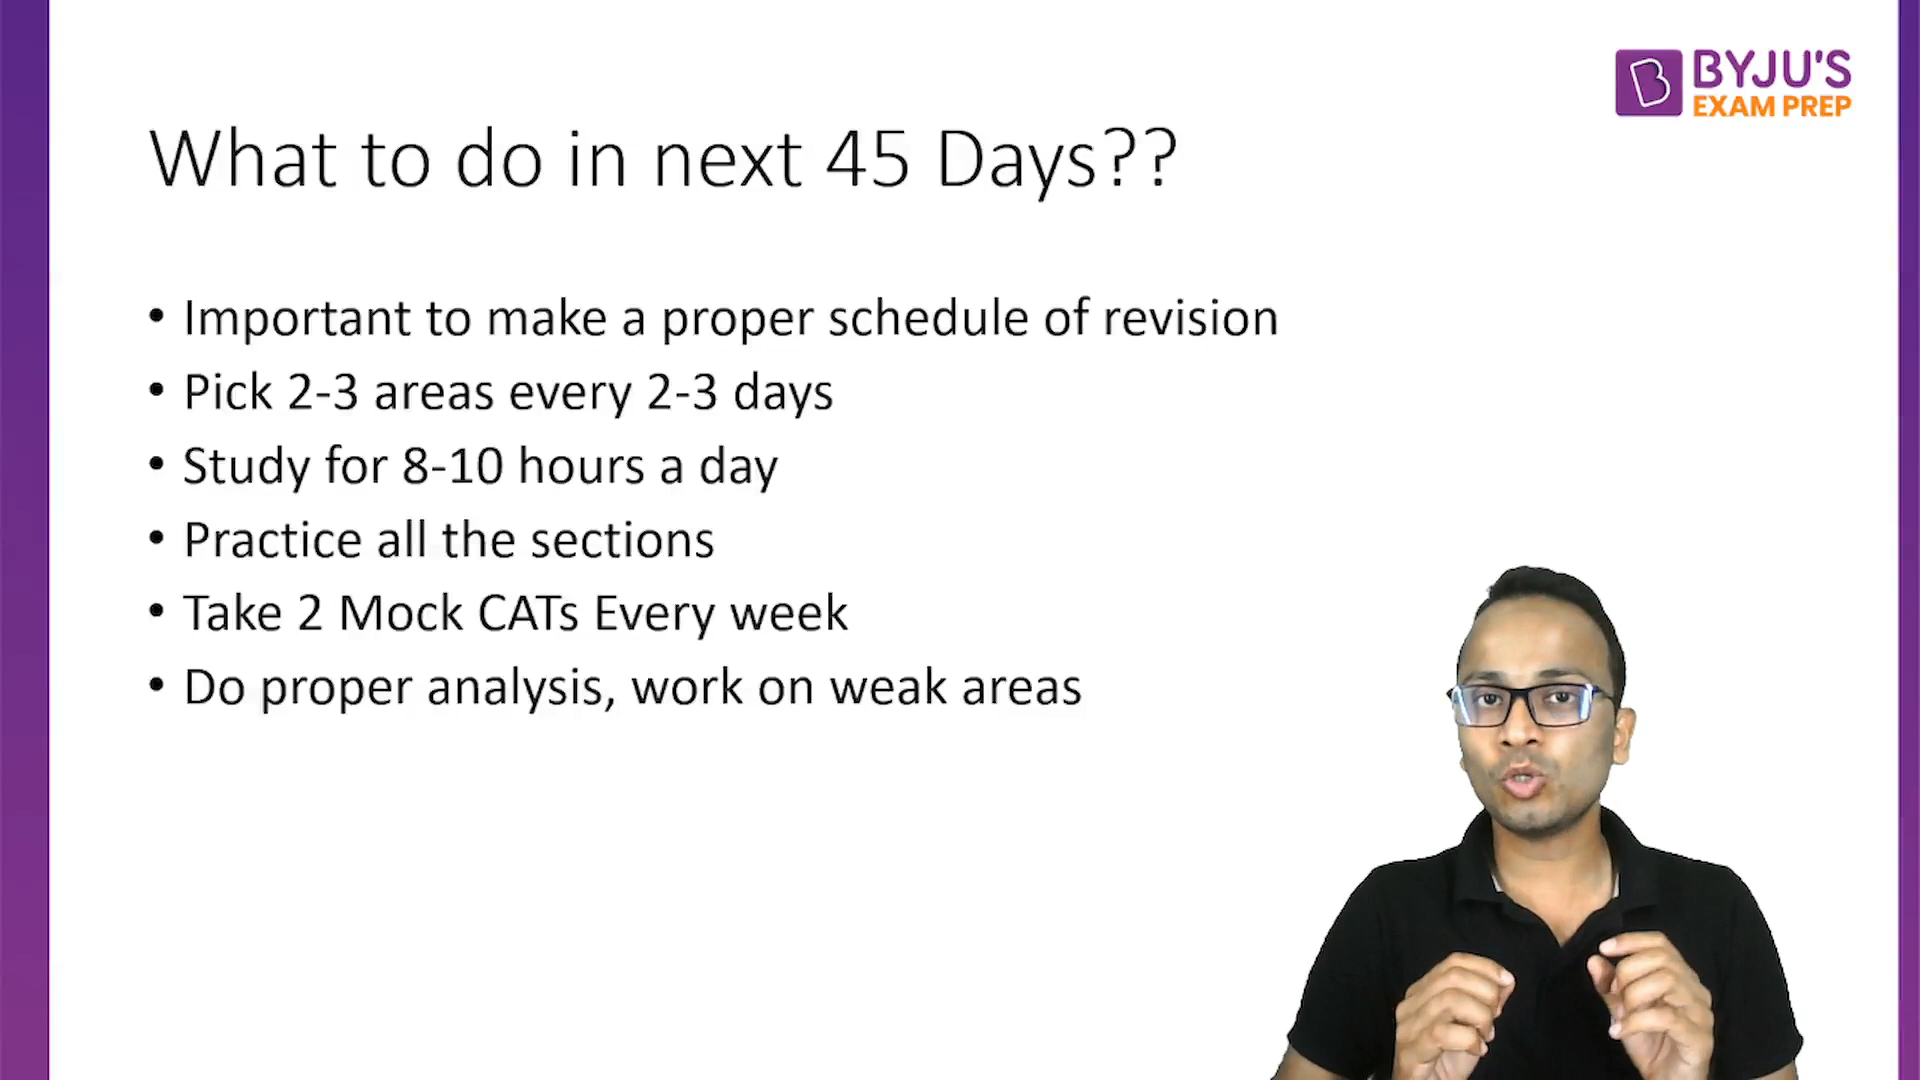 BYJU'S
EXAM PREP
What to do in next 45 Days??
• Important to make a proper schedule of revision
• Pick 2-3 areas every 2-3 days
• Study for 8-10 hours a day
• Practice all the sections
• Take 2 Mock CATs Every week
• Do proper analysis, work on weak areas